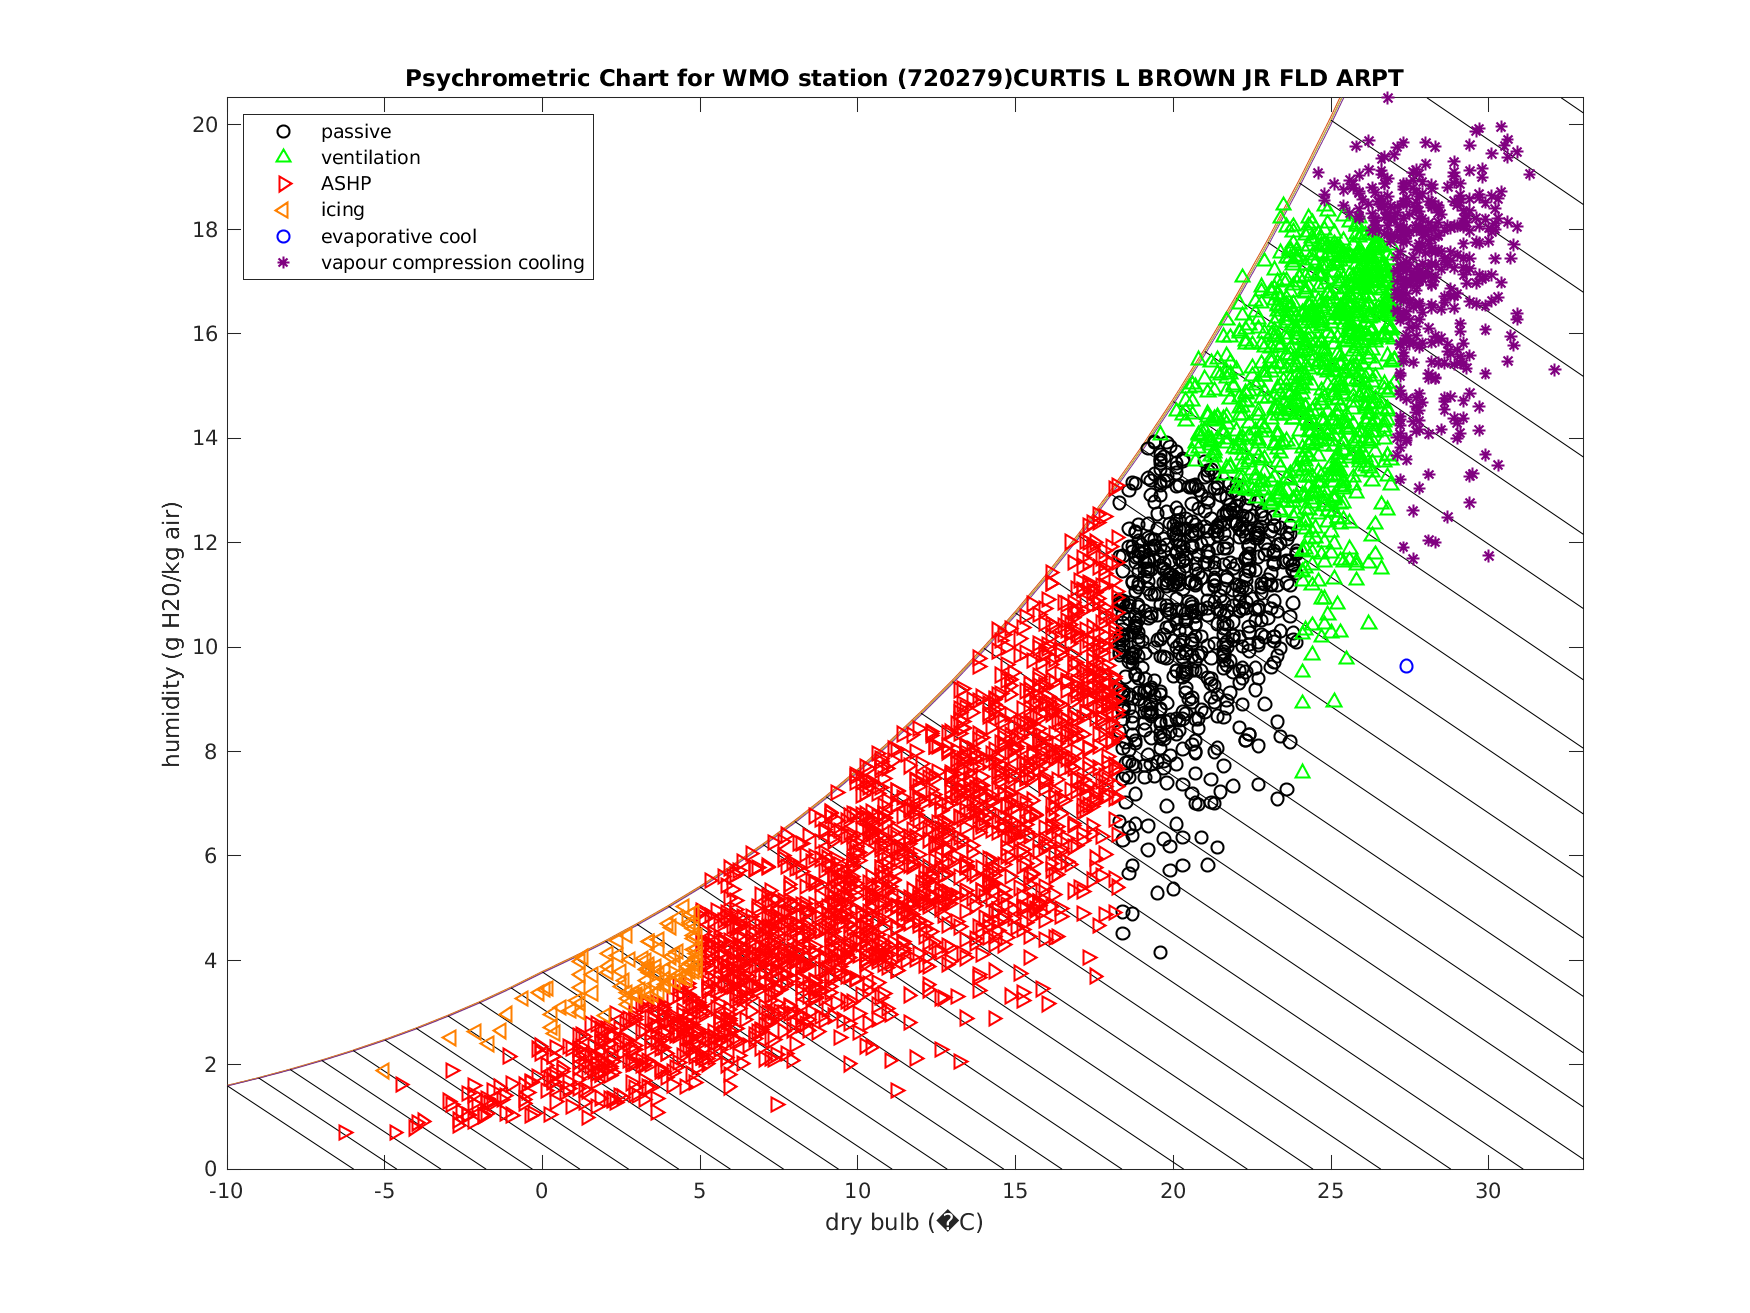 Psychrometric Chart for WMO station (720279)CURTIS L BROWN JR FLD ARPT
passive
ventilation
ASHP
icing
evaporative cool
vapour compression cooling
humidity (g H20/kg air)
20
18
16
14
12
10
8
6
4
2
0
-10 -5 0 5 10 15 20 25 30
dry bulb (�C)